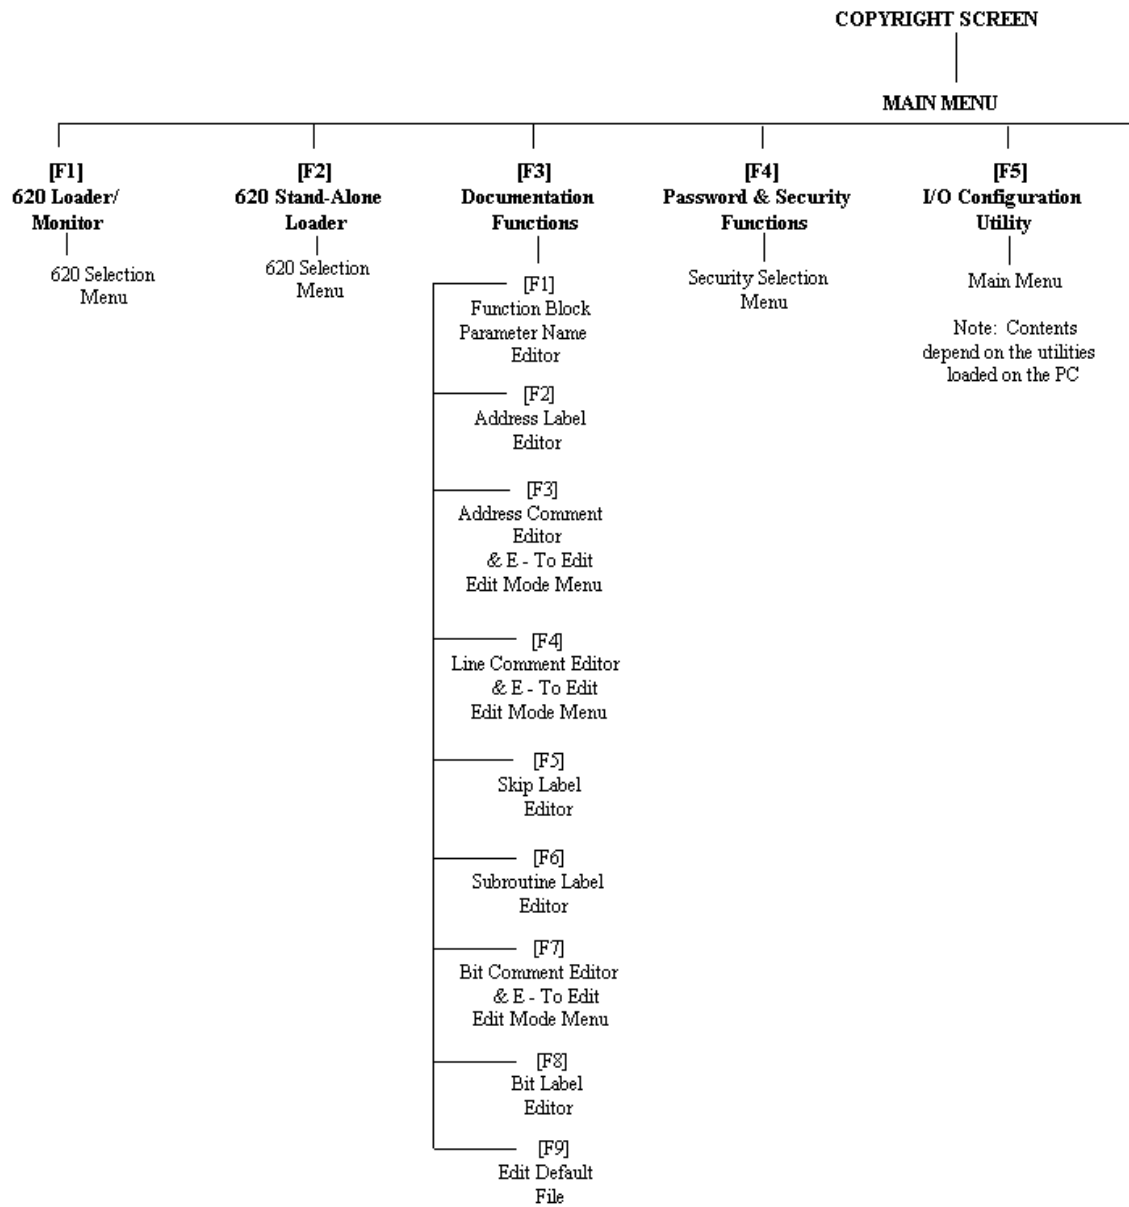 COPYRIGHT SCREEN
MAIN MENU
[F1]
620 Loader/
Monitor
620 Selection
Menu
[F2]
620 Stand-Alone
Loader
620 Selection
Menu
[F3]
Documentation
Functions
[F1]
Function Block
Parameter Name
Editor
[F2]
Address Label
Editor
[F3]
Address Comment
Editor
& E - To Edit
Edit Mode Menu
[F4]
Line Comment Editor
& E - To Edit
Edit Mode Menu
[F5]
Skip Label
Editor
[F6]
Subroutine Label
Editor
[F7]
Bit Comment Editor
& E - To Edit
Edit Mode Menu
[F8]
Bit Label
Editor
[F9]
Edit Default
File
[F4]
Password & Security
Functions
Security Selection
Menu
[F5]
I/O Configuration
Utility
Main Menu
Note: Contents
depend on the utilities
loaded on the PC